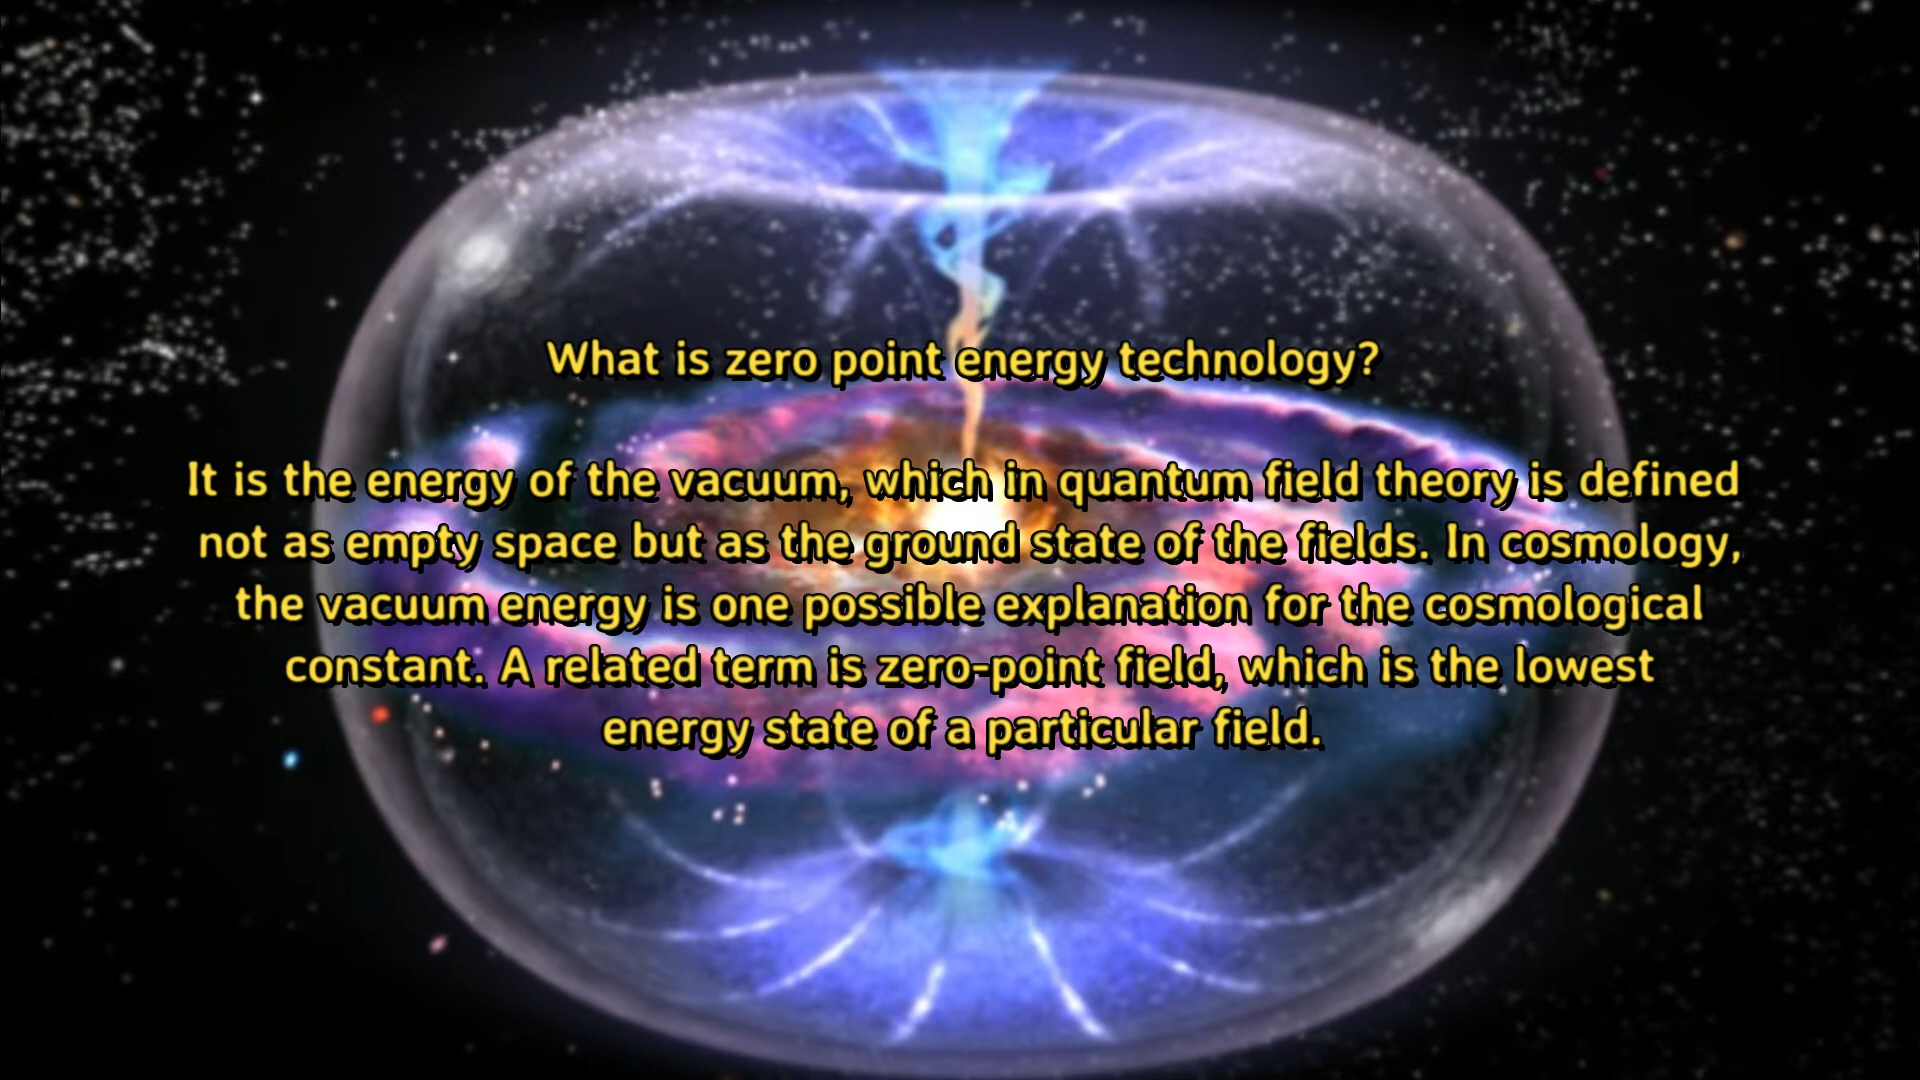 What is zero point energy technology?
It is the energy of the vacuum, which in quantum field theory is defined
not as empty space but as the ground state of the fields. In cosmology,
the vacuum energy is one possible explanation for the cosmological
constant. A related term is zero-point field, which is the lowest
energy state of a particular field.